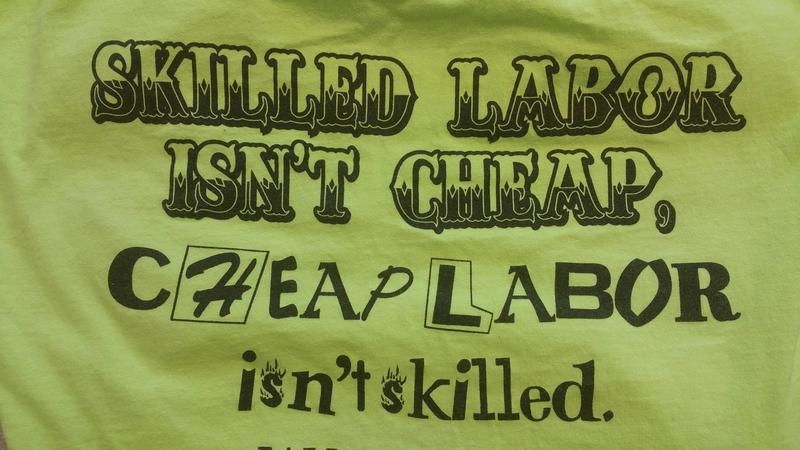 SKILLED LABOR
ISN'T CHEAP,
CHEAP LABOR
isn't skilled.